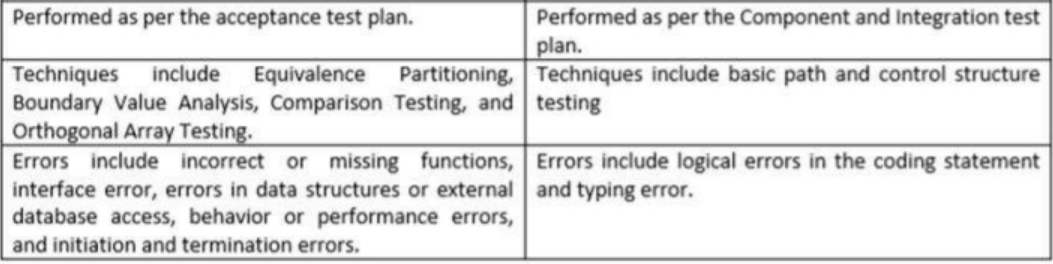 Performed as per the acceptance test plan.
Performed as per the Component and Integration test
plan.
Techniques include Equivalence Partitioning,
Boundary Value Analysis, Comparison Testing, and
Orthogonal Array Testing.
Techniques include basic path and control structure
testing
Errors include incorrect or missing functions,
interface error, errors in data structures or external
database access, behavior or performance errors,
and initiation and termination errors.
Errors include logical errors in the coding statement
and typing error.